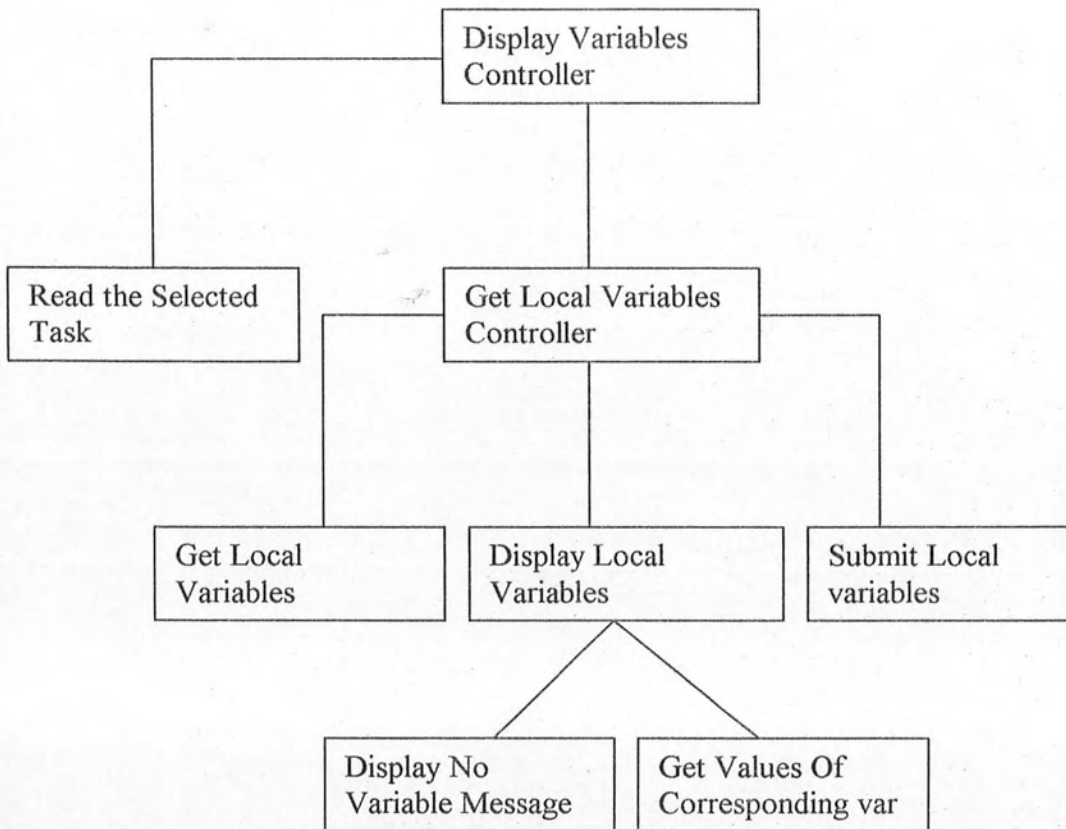 Display Variables
Controller
Read the Selected
Task
Get Local Variables
Controller
Get Local
Variables
Display Local
Variables
Submit Local
variables
Display No
Variable Message
Get Values Of
Corresponding var